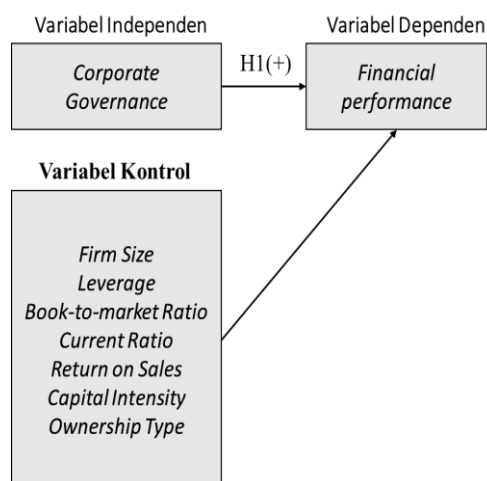 Variabel Independen
Corporate
Governance
H1(+)
Variabel Dependen
Financial
performance
Variabel Kontrol
Firm Size
Leverage
Book-to-market Ratio
Current Ratio
Return on Sales
Capital Intensity
Ownership Type